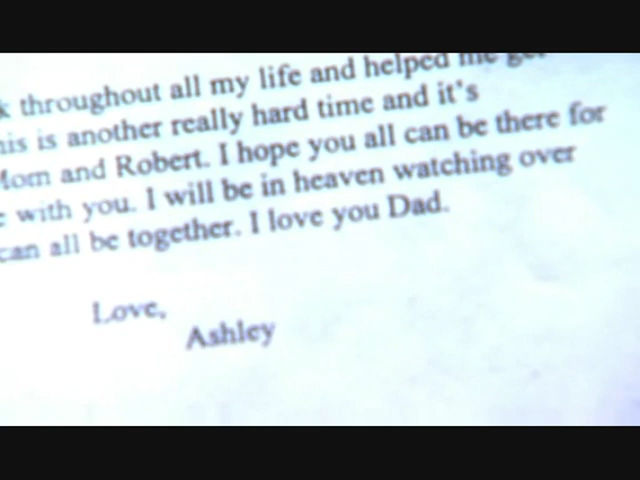 throughout all my life and helped me
is another really hard time and it's
Mom and Robert. I hope you all can be there for
with you. I will be in heaven watching over
can all be together. I love you Dad.
Love,
Ashley